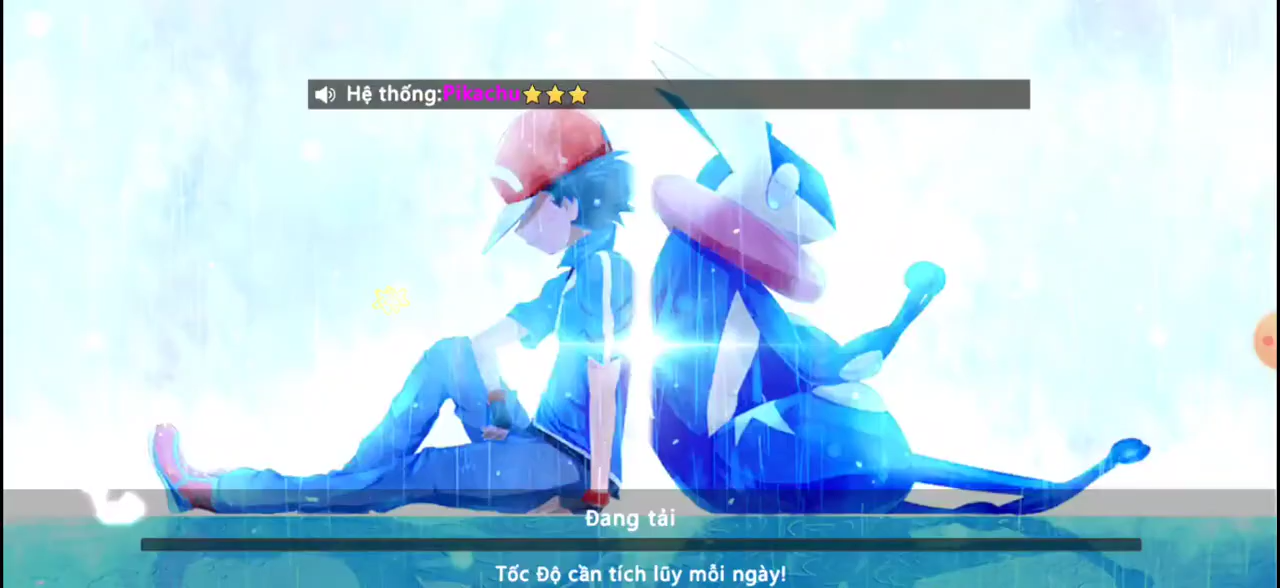 Hệ thống:Pikachu⭐⭐⭐
Đang tải
Tốc Độ cần tích lũy mỗi ngày!